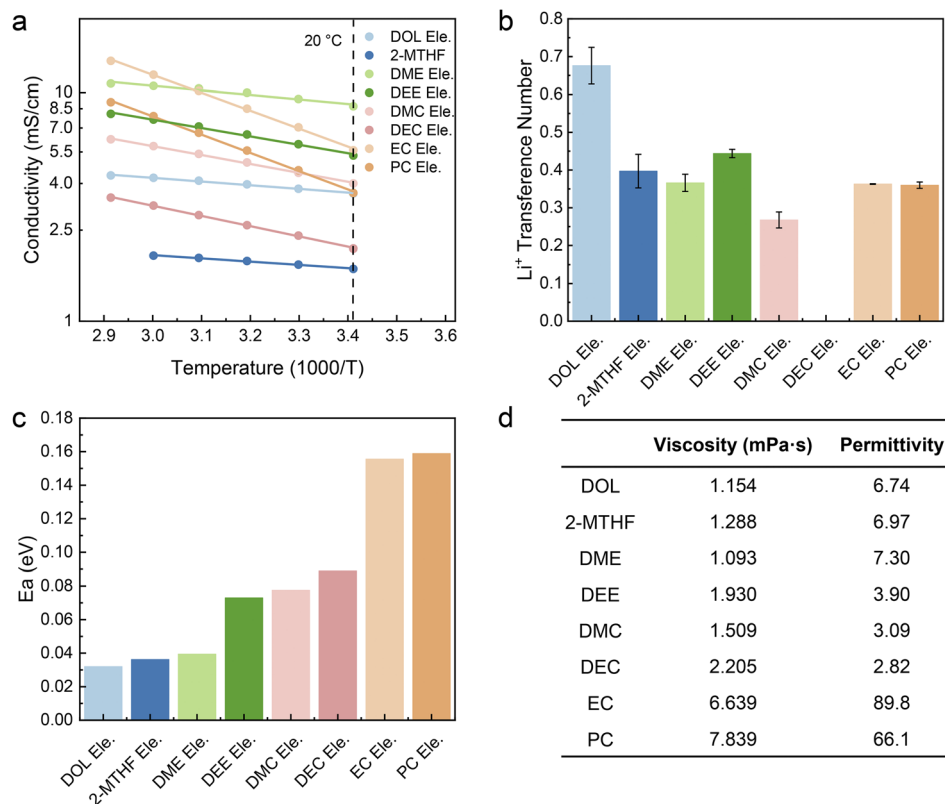 a
20 °C
DOL Ele.
2-MTHF
DME Ele.
DEE Ele.
DMC Ele.
DEC Ele.
EC Ele.
PC Ele.
Conductivity (mS/cm)
10
8.5
7.0
5.5
4.0
2.5
1
2.9 3.0 3.1 3.2 3.3 3.4 3.5 3.6
Temperature (1000/T)
b
Li⁺ Transference Number
0.8
0.7
0.6
0.5
0.4
0.3
0.2
0.1
0.0
DOL Ele.
2-MTHF Ele.
DME Ele.
DEE Ele.
DMC Ele.
DEC Ele.
EC Ele.
PC Ele.
c
Ea (eV)
0.18
0.16
0.14
0.12
0.10
0.08
0.06
0.04
0.02
0.00
DOL Ele.
2-MTHF Ele.
DME Ele.
DEE Ele.
DMC Ele.
DEC Ele.
EC Ele.
PC Ele.
d
Viscosity (mPa·s) Permittivity
DOL 1.154 6.74
2-MTHF 1.288 6.97
DME 1.093 7.30
DEE 1.930 3.90
DMC 1.509 3.09
DEC 2.205 2.82
EC 6.639 89.8
PC 7.839 66.1